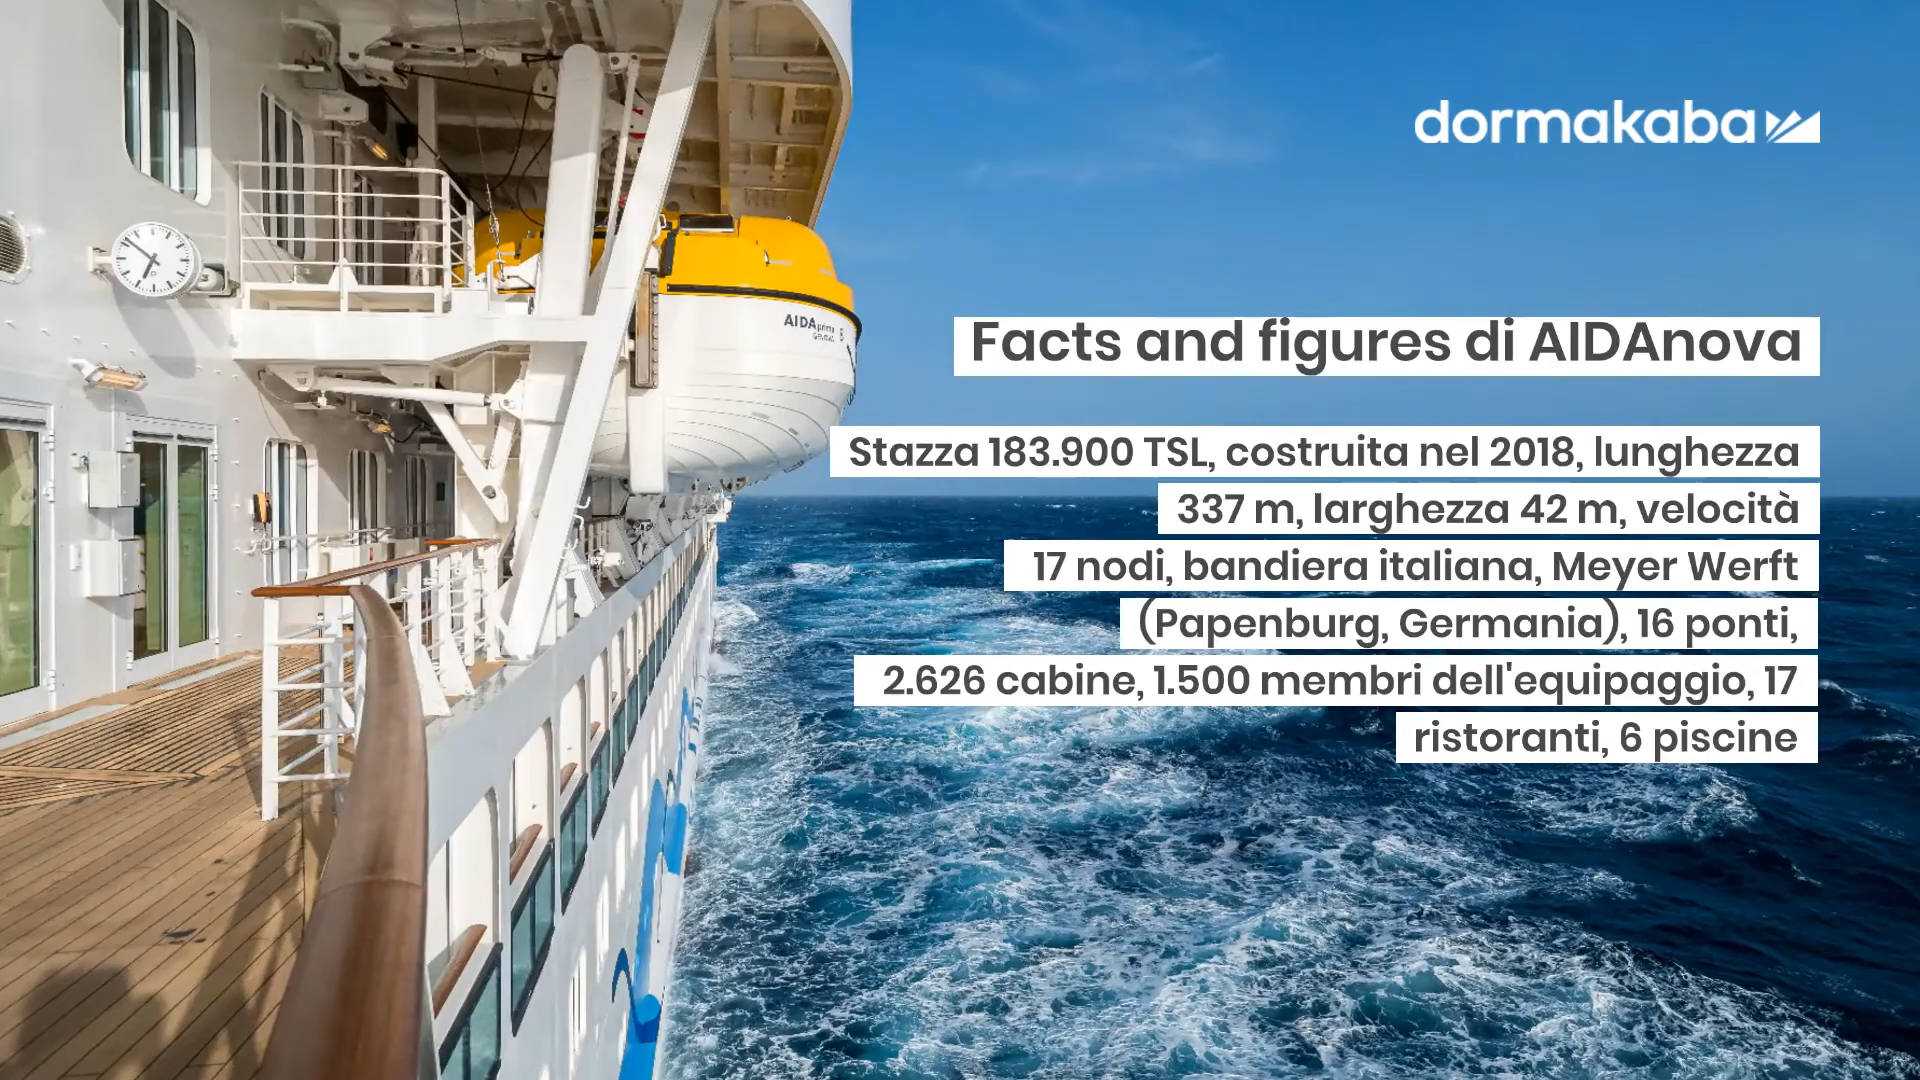 dormakaba
Facts and figures di AIDAnova
Stazza 183.900 TSL, costruita nel 2018, lunghezza
337 m, larghezza 42 m, velocità
17 nodi, bandiera italiana, Meyer Werft
(Papenburg, Germania), 16 ponti,
2.626 cabine, 1.500 membri dell'equipaggio, 17
ristoranti, 6 piscine
AIDAprima
8